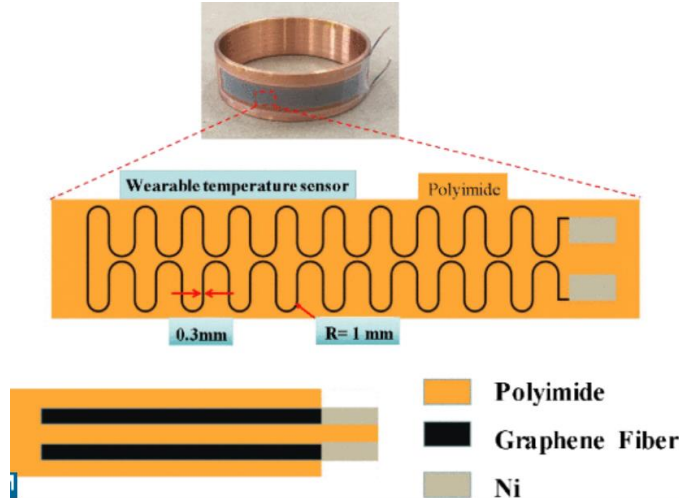 Wearable temperature sensor
Polyimide
0.3mm
R= 1 mm
Polyimide
Graphene Fiber
Ni